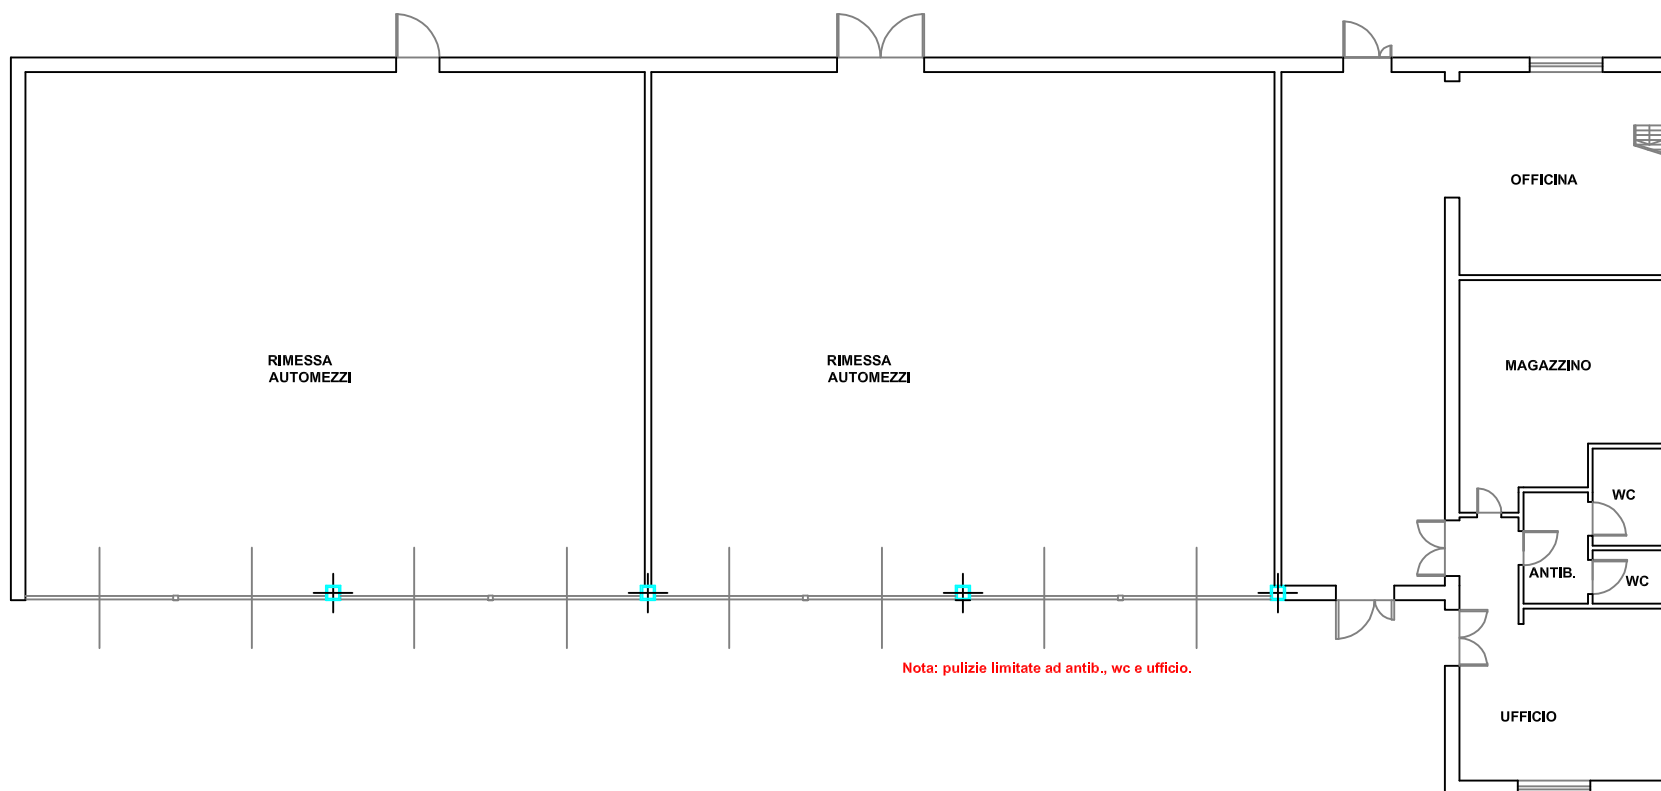 OFFICINA
RIMESSA
AUTOMEZZI
RIMESSA
AUTOMEZZI
MAGAZZINO
WC
ANTIB.
WC
Nota: pulizie limitate ad antib., wc e ufficio.
UFFICIO